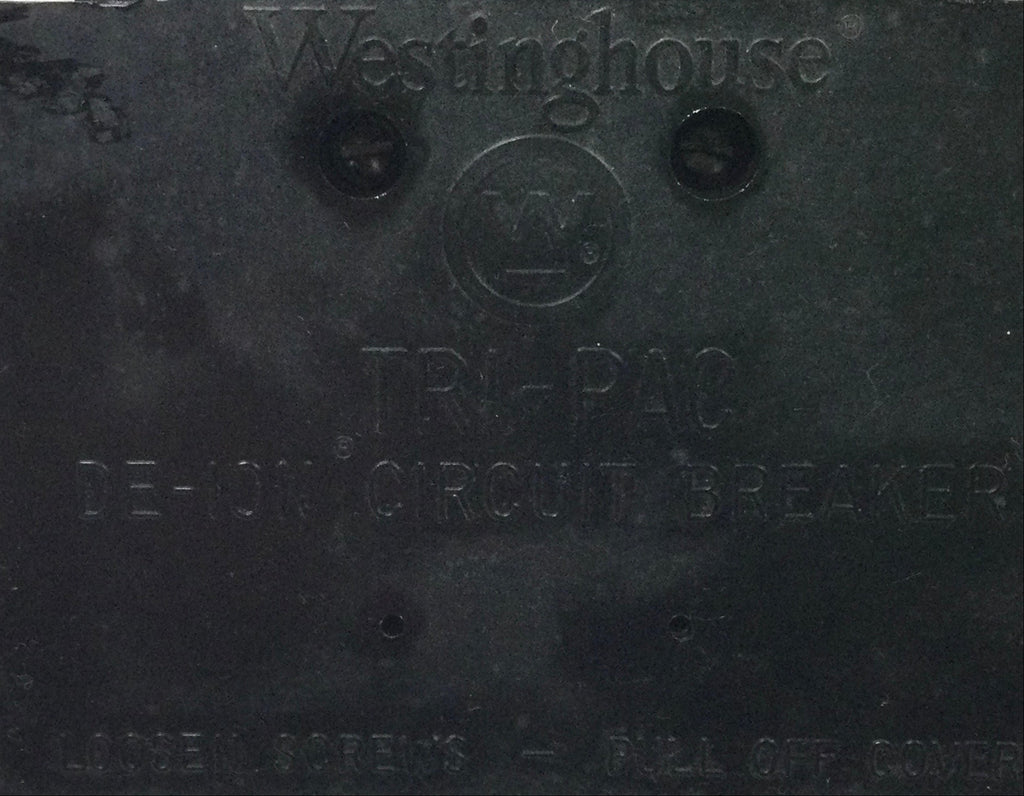 Westinghouse®
W®
TRI-PAC
DE-ION® CIRCUIT BREAKER
LOOSEN SCREWS — PULL OFF COVER